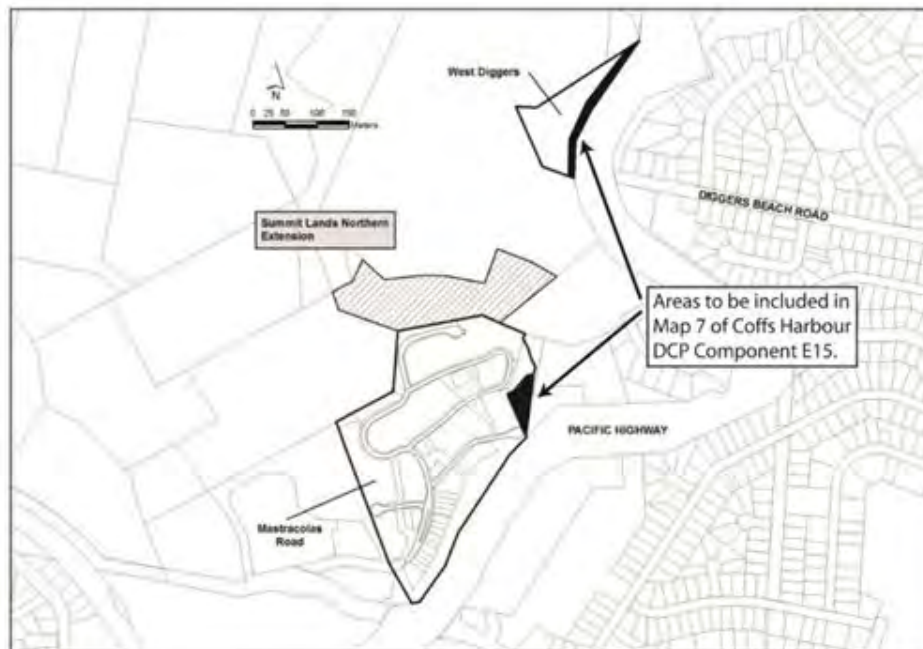 West Diggers
N
0 25 50 100 150
Meters
DIGGERS BEACH ROAD
Summit Lands Northern
Extension
Areas to be included in
Map 7 of Coffs Harbour
DCP Component E15.
PACIFIC HIGHWAY
Mastracolas
Road